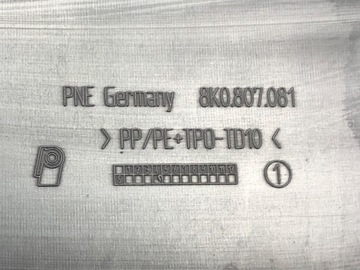 PNE Germany 8K0.807.061
>PP/PE+TPO-TD10<
1